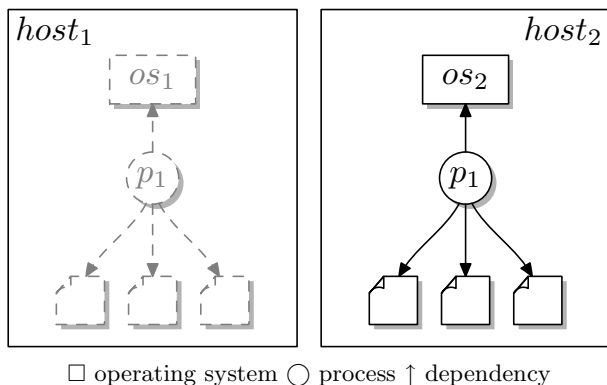 host₁ host₂
os₁ os₂
p₁ p₁
□ operating system ◯ process ↑ dependency